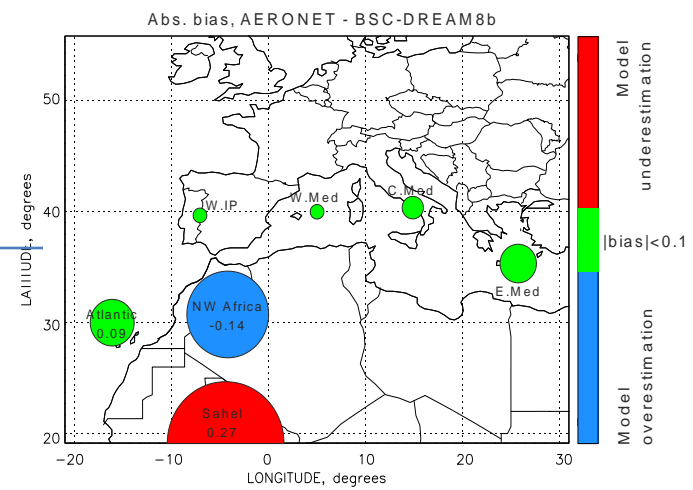 Abs. bias, AERONET - BSC-DREAM8b
50
40
30
20
LATITUDE, degrees
W.IP
W.Med
C.Med
E.Med
Atlantic
0.09
NW Africa
-0.14
Sahel
0.27
-20
-10
0
10
20
30
LONGITUDE, degrees
Model
underestimation
|bias|<0.1
Model
overestimation